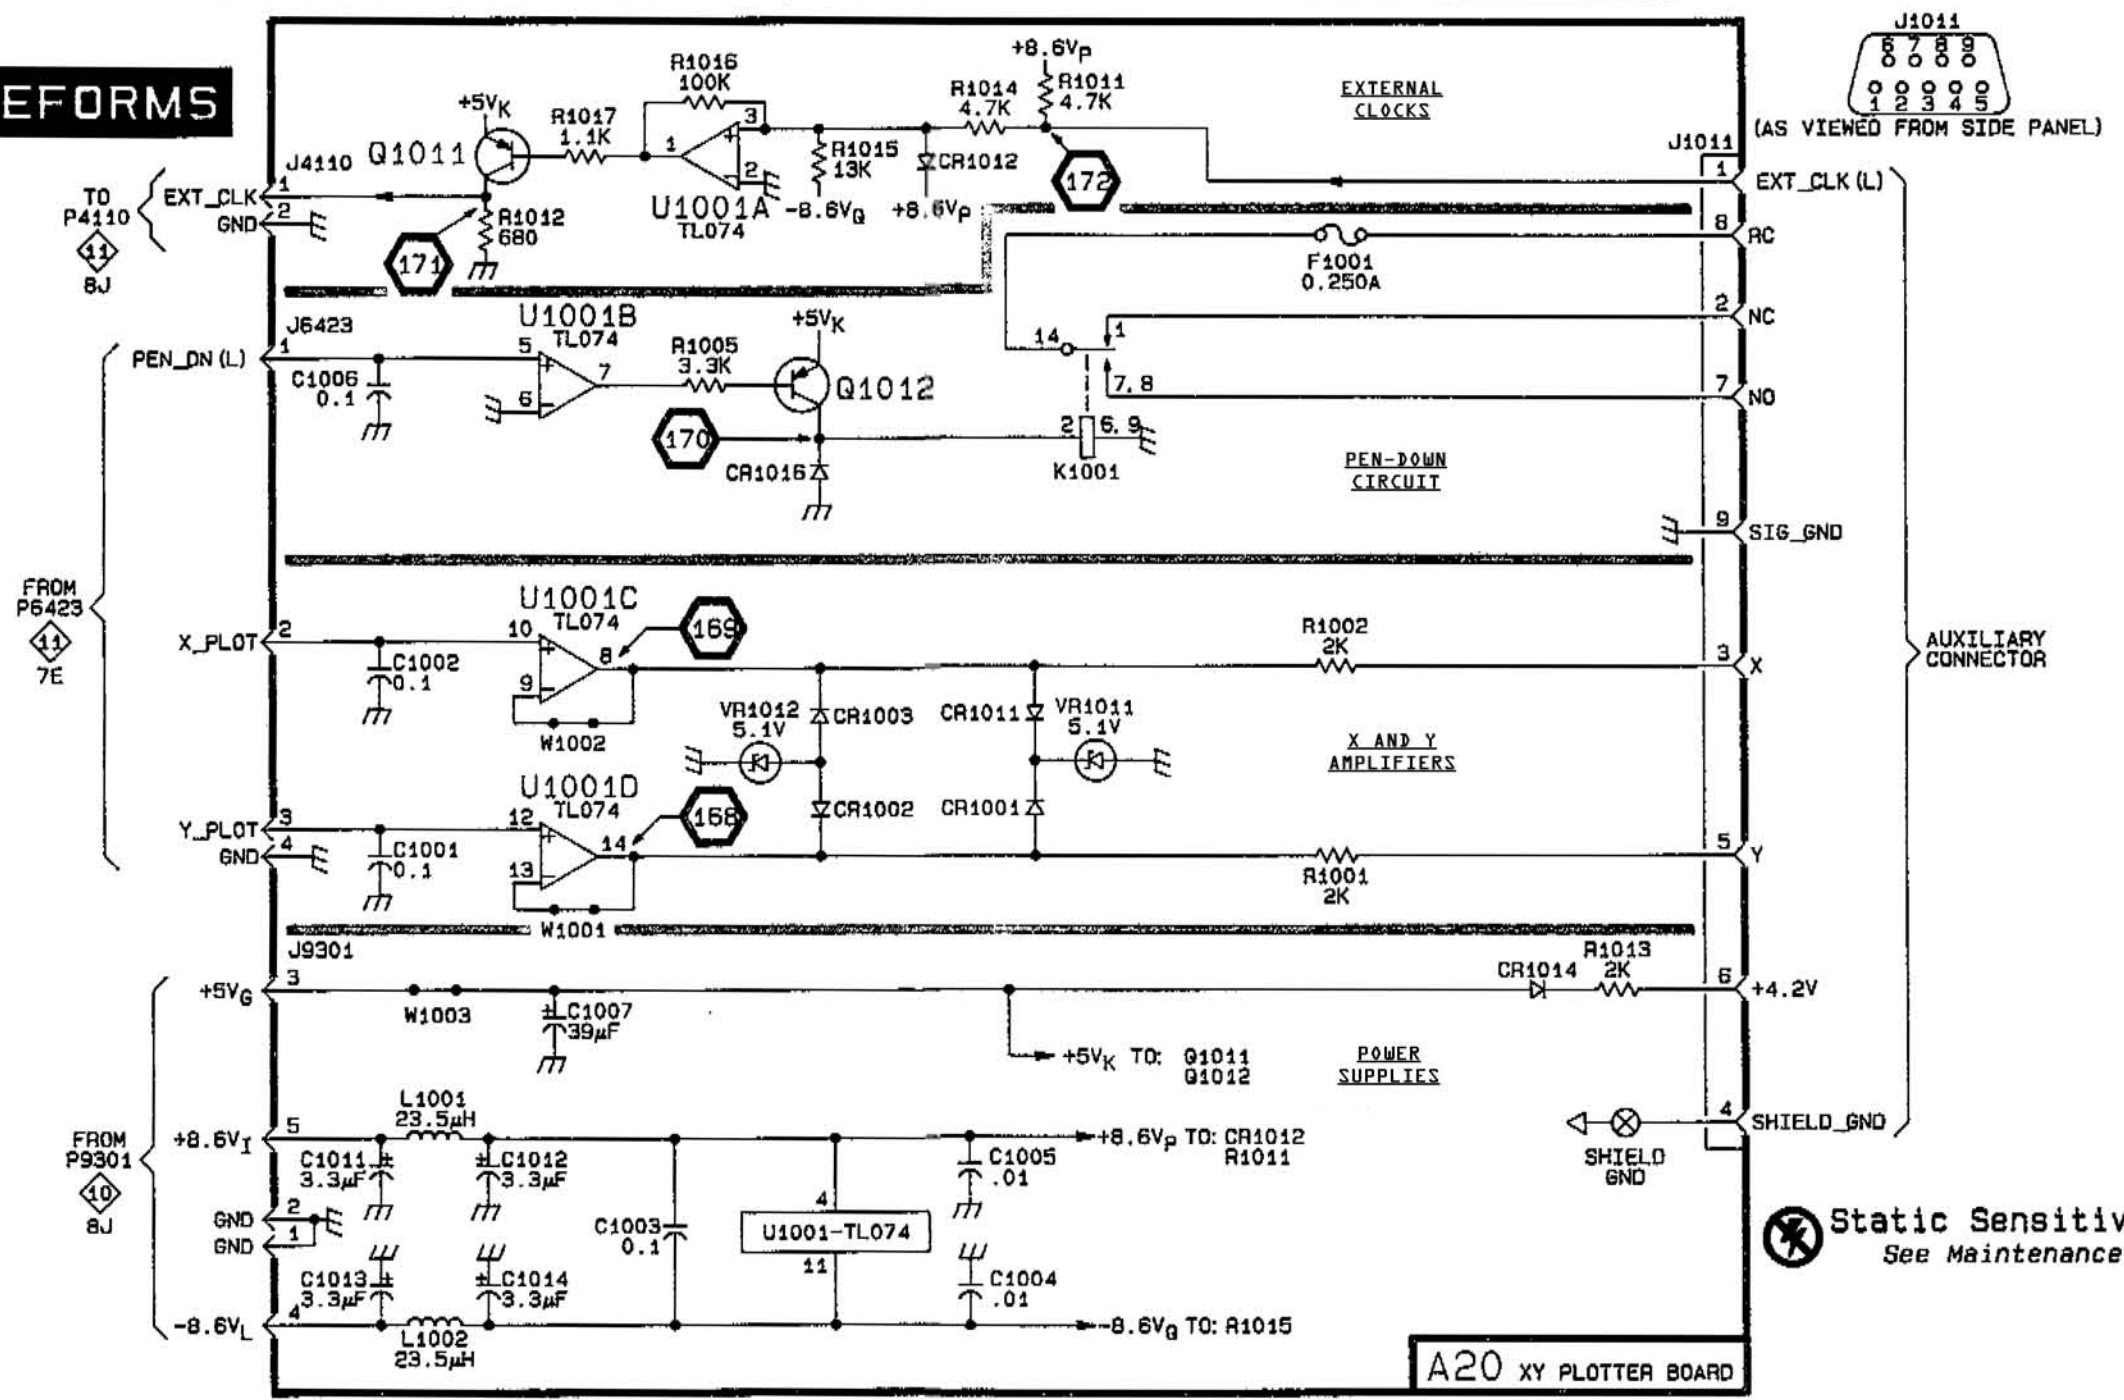 EFORMS
J1011
6 7 8 9
1 2 3 4 5
(AS VIEWED FROM SIDE PANEL)
J1011
EXTERNAL
CLOCKS
+8.6VP
R1011
4.7K
R1014
4.7K
R1016
100K
+5VK
R1017
1.1K
Q1011
1
3
2
U1001A
TL074
R1015
13K
-8.6VQ
CR1012
+8.6VP
172
J4110
TO
P4110
11
8J
EXT_CLK
1
GND
2
R1012
680
171
1
EXT_CLK(L)
8
RC
F1001
0.250A
2
NC
7
NO
14
1
7,8
2
6,9
K1001
J6423
PEN_DN(L)
1
C1006
0.1
U1001B
TL074
5
6
7
R1005
3.3K
+5VK
Q1012
170
CR1016
PEN-DOWN
CIRCUIT
9
SIG_GND
FROM
P6423
11
7E
X_PLOT
2
C1002
0.1
U1001C
TL074
10
9
8
169
W1002
R1002
2K
3
X
VR1012
5.1V
CR1003
CR1011
VR1011
5.1V
X AND Y
AMPLIFIERS
AUXILIARY
CONNECTOR
U1001D
TL074
CR1002
CR1001
168
Y_PLOT
3
GND
4
C1001
0.1
12
13
14
W1001
R1001
2K
5
Y
J9301
+5VG
3
W1003
C1007
39µF
CR1014
R1013
2K
6
+4.2V
+5VK TO: Q1011
Q1012
POWER
SUPPLIES
FROM
P9301
10
8J
+8.6VI
5
L1001
23.5µH
C1011
3.3µF
C1012
3.3µF
GND
2
GND
1
C1003
0.1
4
U1001-TL074
11
C1005
.01
+8.6VP TO: CR1012
R1011
4
SHIELD_GND
SHIELD
GND
C1013
3.3µF
C1014
3.3µF
C1004
.01
-8.6VL
4
L1002
23.5µH
-8.6VQ TO: R1015
Static Sensitiv
See Maintenance
A20 XY PLOTTER BOARD